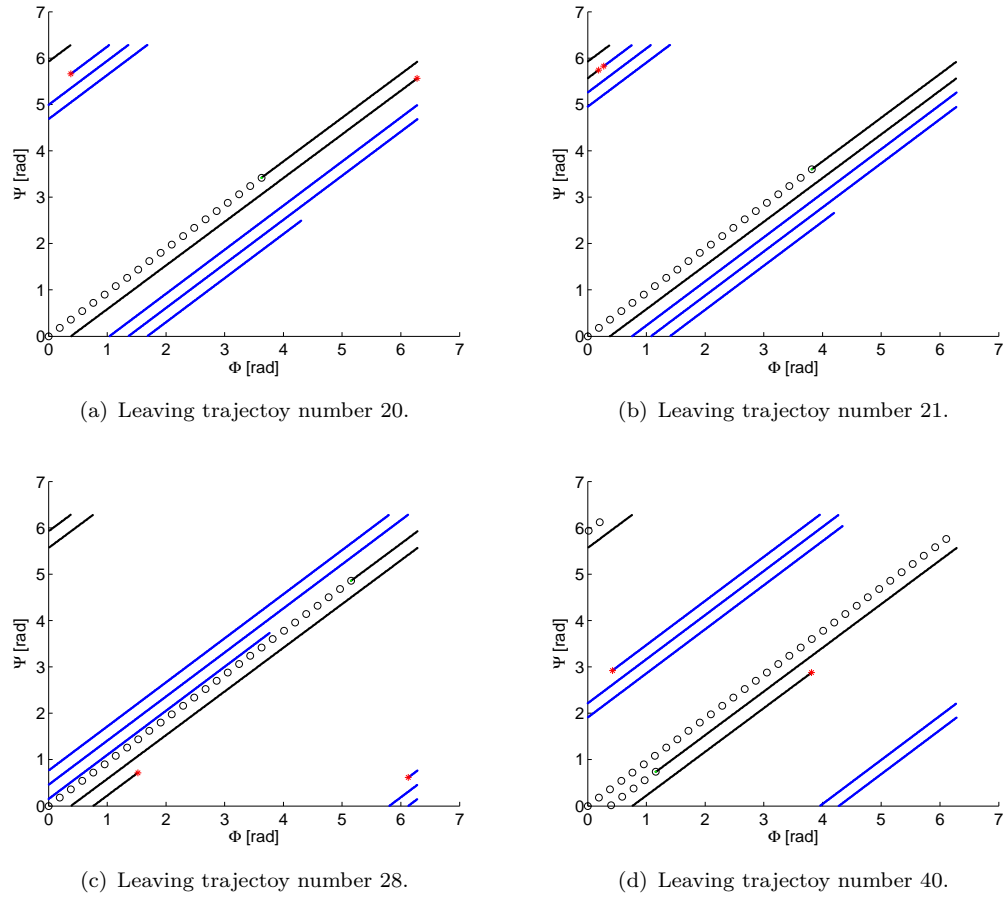 7
6
5
4
3
2
1
0
Ψ [rad]
0 1 2 3 4 5 6 7
Φ [rad]
(a) Leaving trajectoy number 20.
7
6
5
4
3
2
1
0
Ψ [rad]
0 1 2 3 4 5 6 7
Φ [rad]
(b) Leaving trajectoy number 21.
7
6
5
4
3
2
1
0
Ψ [rad]
0 1 2 3 4 5 6 7
Φ [rad]
(c) Leaving trajectoy number 28.
7
6
5
4
3
2
1
0
Ψ [rad]
0 1 2 3 4 5 6 7
Φ [rad]
(d) Leaving trajectoy number 40.